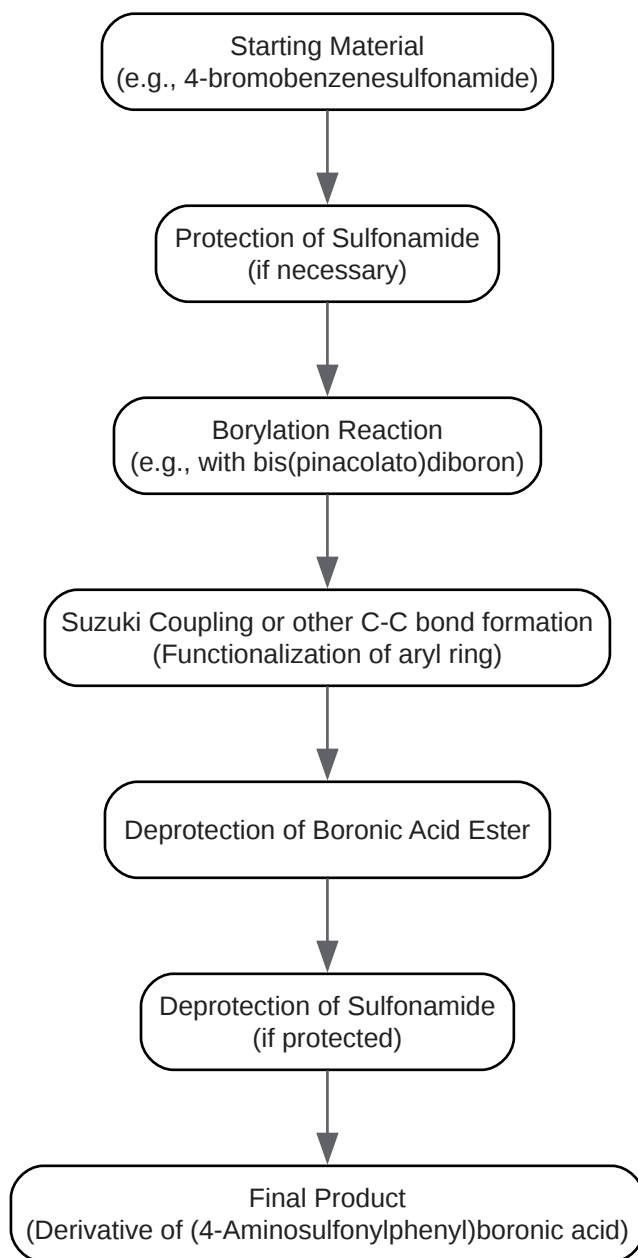 Starting Material
(e.g., 4-bromobenzenesulfonamide)
Protection of Sulfonamide
(if necessary)
Borylation Reaction
(e.g., with bis(pinacolato)diboron)
Suzuki Coupling or other C-C bond formation
(Functionalization of aryl ring)
Deprotection of Boronic Acid Ester
Deprotection of Sulfonamide
(if protected)
Final Product
(Derivative of (4-Aminosulfonylphenyl)boronic acid)